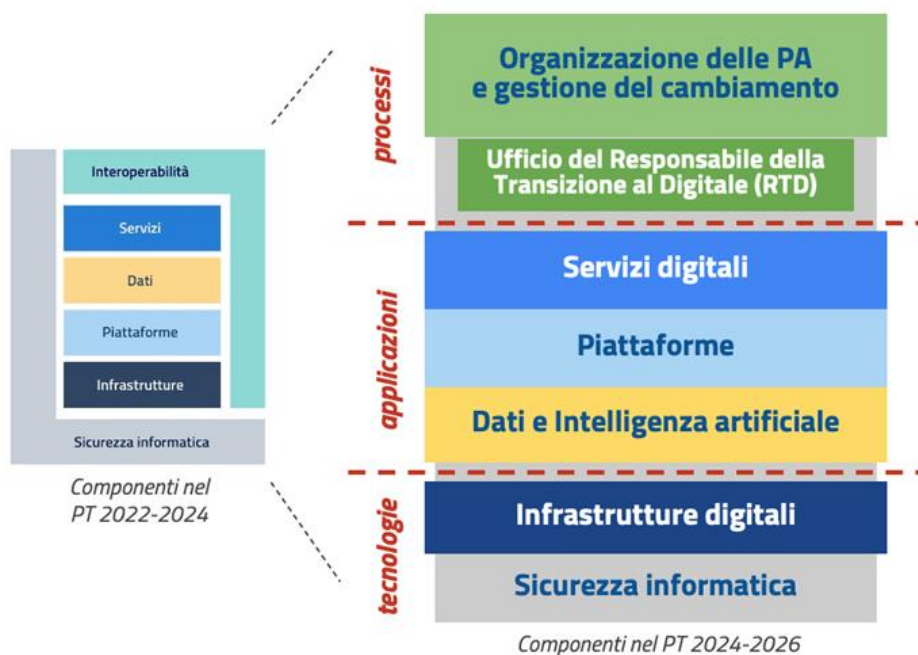 Interoperabilità
Servizi
Dati
Piattaforme
Infrastrutture
Sicurezza informatica
Componenti nel
PT 2022-2024
processi
Organizzazione delle PA
e gestione del cambiamento
Ufficio del Responsabile della
Transizione al Digitale (RTD)
applicazioni
Servizi digitali
Piattaforme
Dati e Intelligenza artificiale
tecnologie
Infrastrutture digitali
Sicurezza informatica
Componenti nel PT 2024-2026